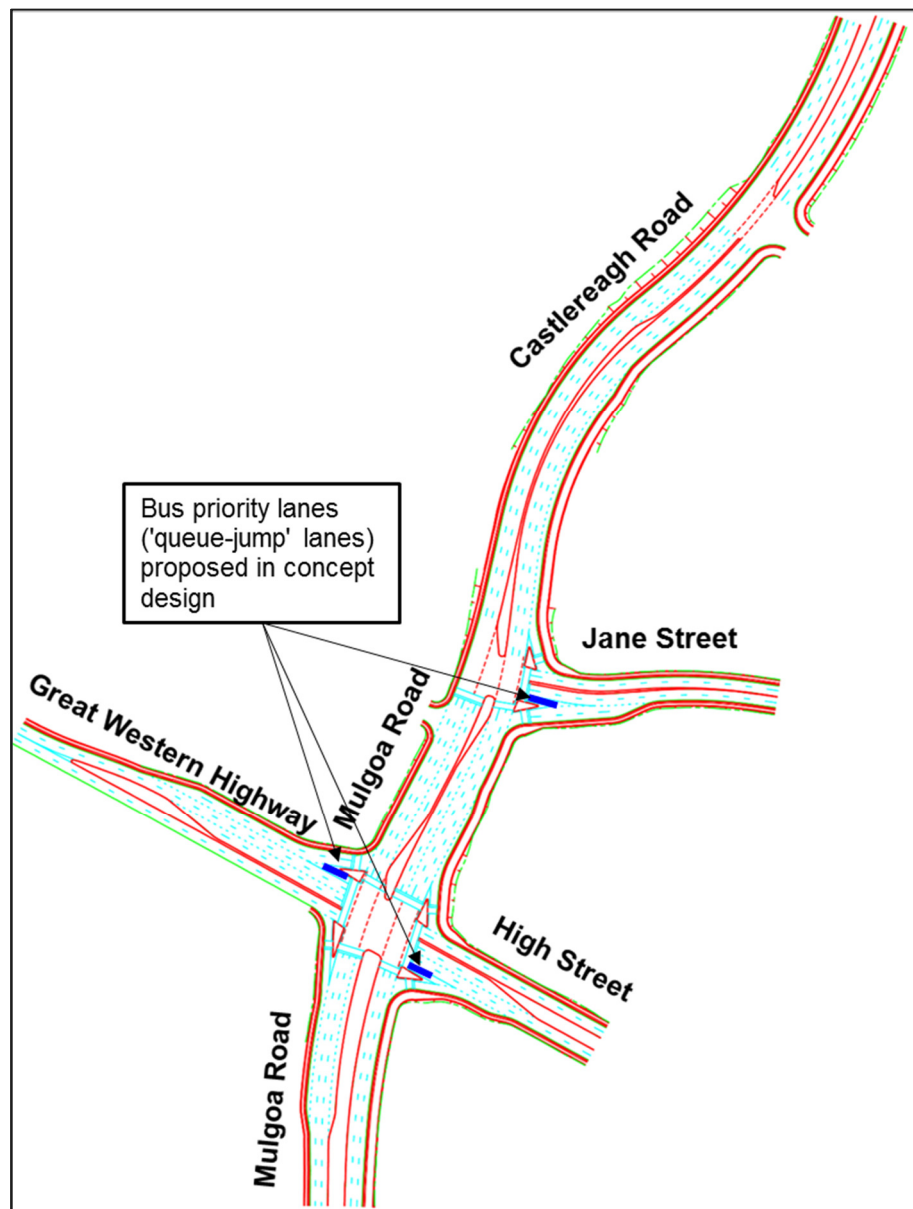 Castlereagh Road
Bus priority lanes
('queue-jump' lanes)
proposed in concept
design
Jane Street
Great Western Highway
Mulgoa Road
High Street
Mulgoa Road